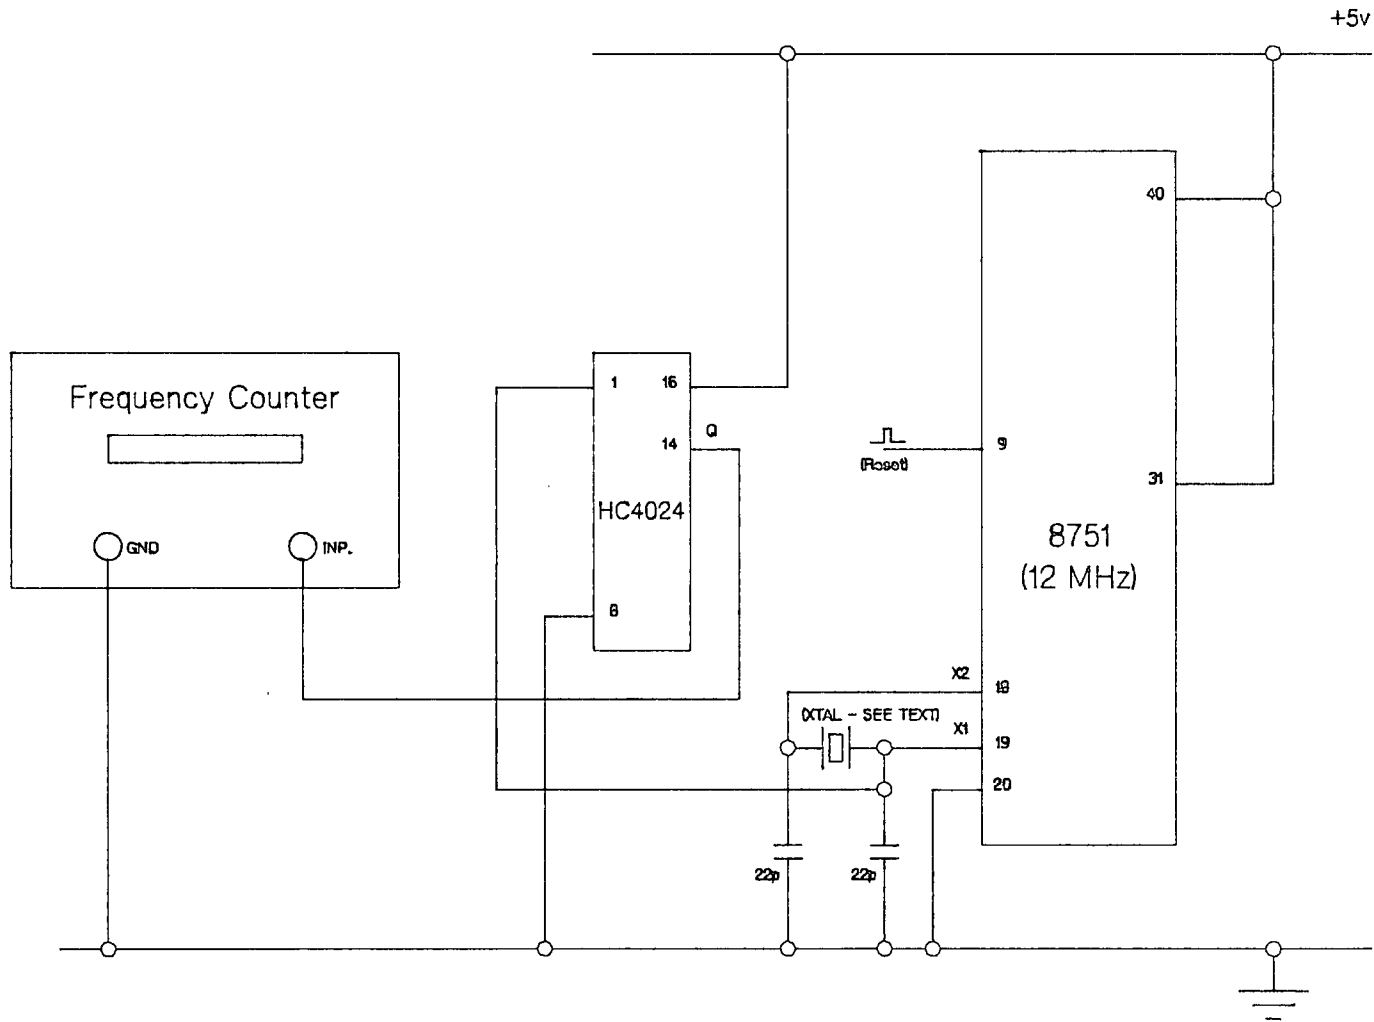 +5v
40
Frequency Counter
1 16
14 Q
9
(Reset)
31
HC4024
8751
(12 MHz)
GND
INP.
8
X2
18
(XTAL - SEE TEXT)
X1
19
20
22p
22p